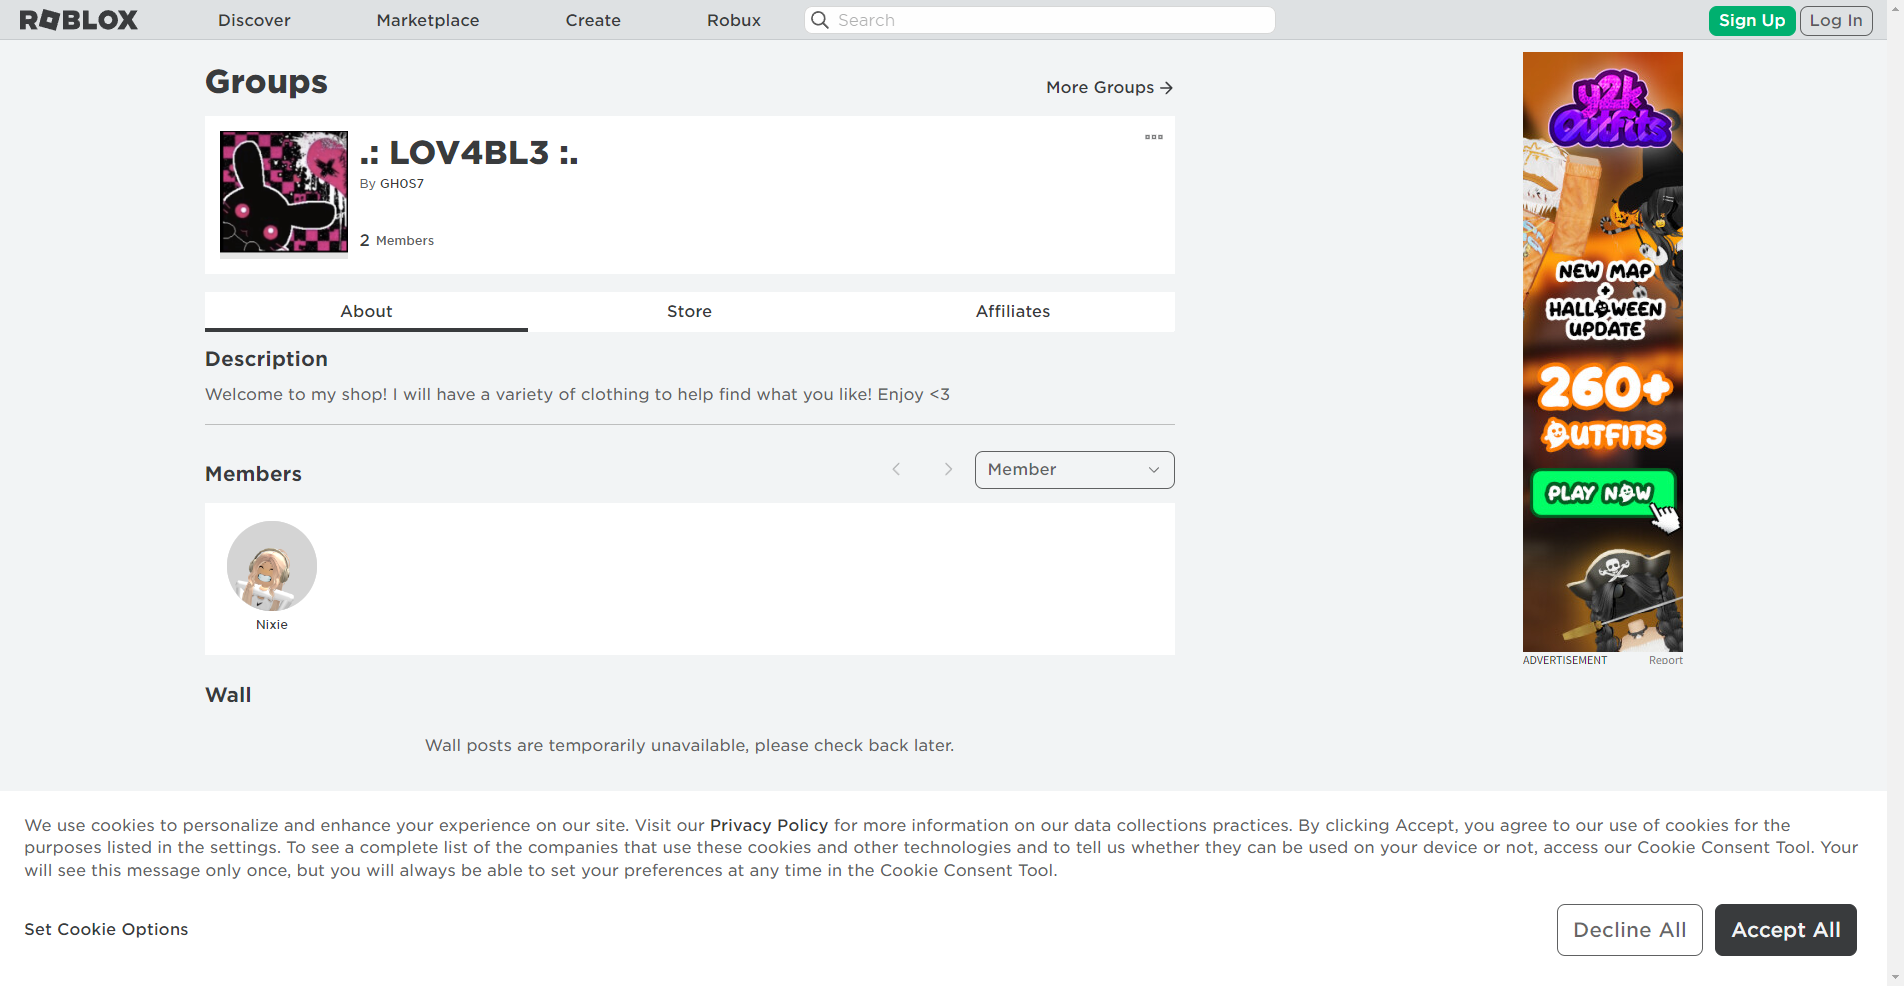 ROBLOX
Discover
Marketplace
Create
Robux
Search
Sign Up
Log In
Groups
More Groups
.: LOV4BL3 :.
By GH0S7
2 Members
About
Store
Affiliates
Description
Welcome to my shop! I will have a variety of clothing to help find what you like! Enjoy <3
Members
Member
Nixie
Wall
Wall posts are temporarily unavailable, please check back later.
y2k
Outfits
NEW MAP
+
HALLOWEEN
UPDATE
260+
OUTFITS
PLAY NOW
ADVERTISEMENT
Report
We use cookies to personalize and enhance your experience on our site. Visit our Privacy Policy for more information on our data collections practices. By clicking Accept, you agree to our use of cookies for the
purposes listed in the settings. To see a complete list of the companies that use these cookies and other technologies and to tell us whether they can be used on your device or not, access our Cookie Consent Tool. Your
will see this message only once, but you will always be able to set your preferences at any time in the Cookie Consent Tool.
Set Cookie Options
Decline All
Accept All